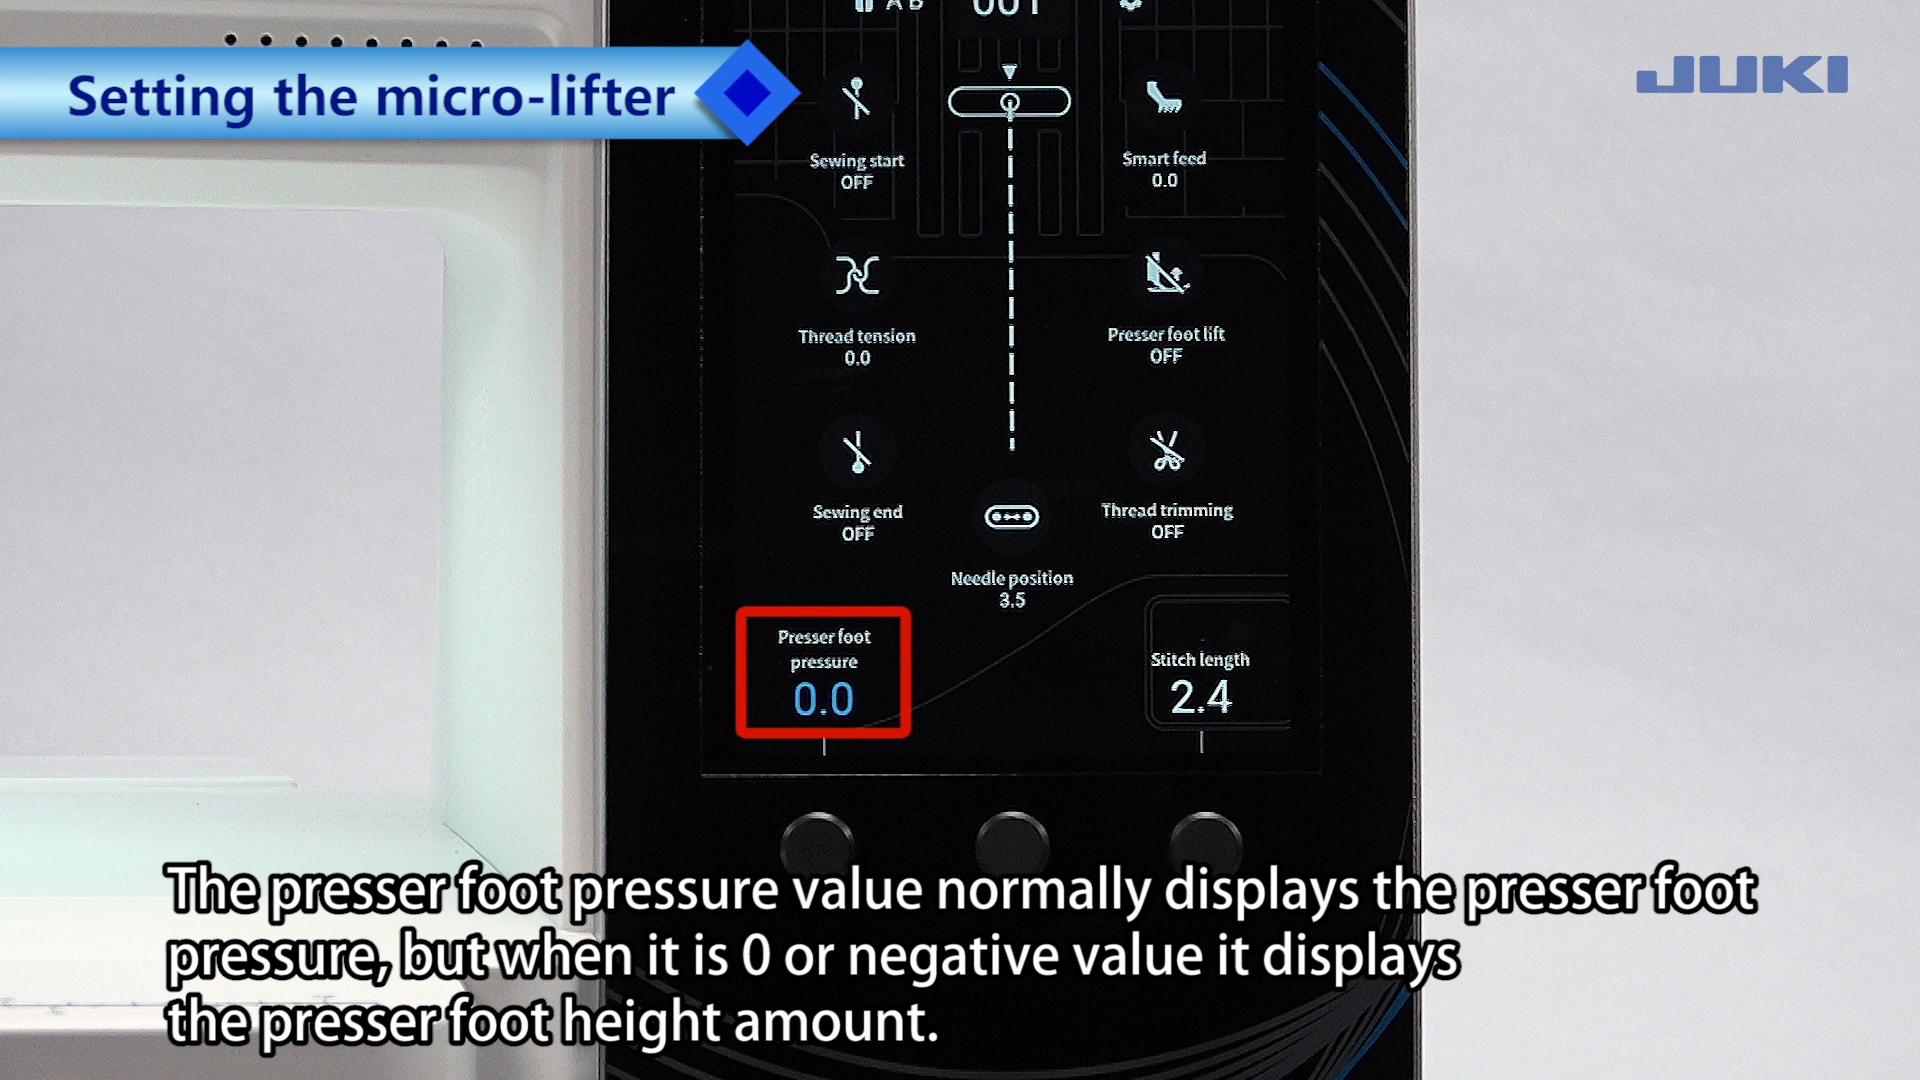 A B
001
Setting the micro-lifter
JUKI
Sewing start
OFF
Smart feed
0.0
Thread tension
0.0
Presser foot lift
OFF
Sewing end
OFF
Thread trimming
OFF
Needle position
3.5
Presser foot
pressure
0.0
Stitch length
2.4
The presser foot pressure value normally displays the presser foot
pressure, but when it is 0 or negative value it displays
the presser foot height amount.